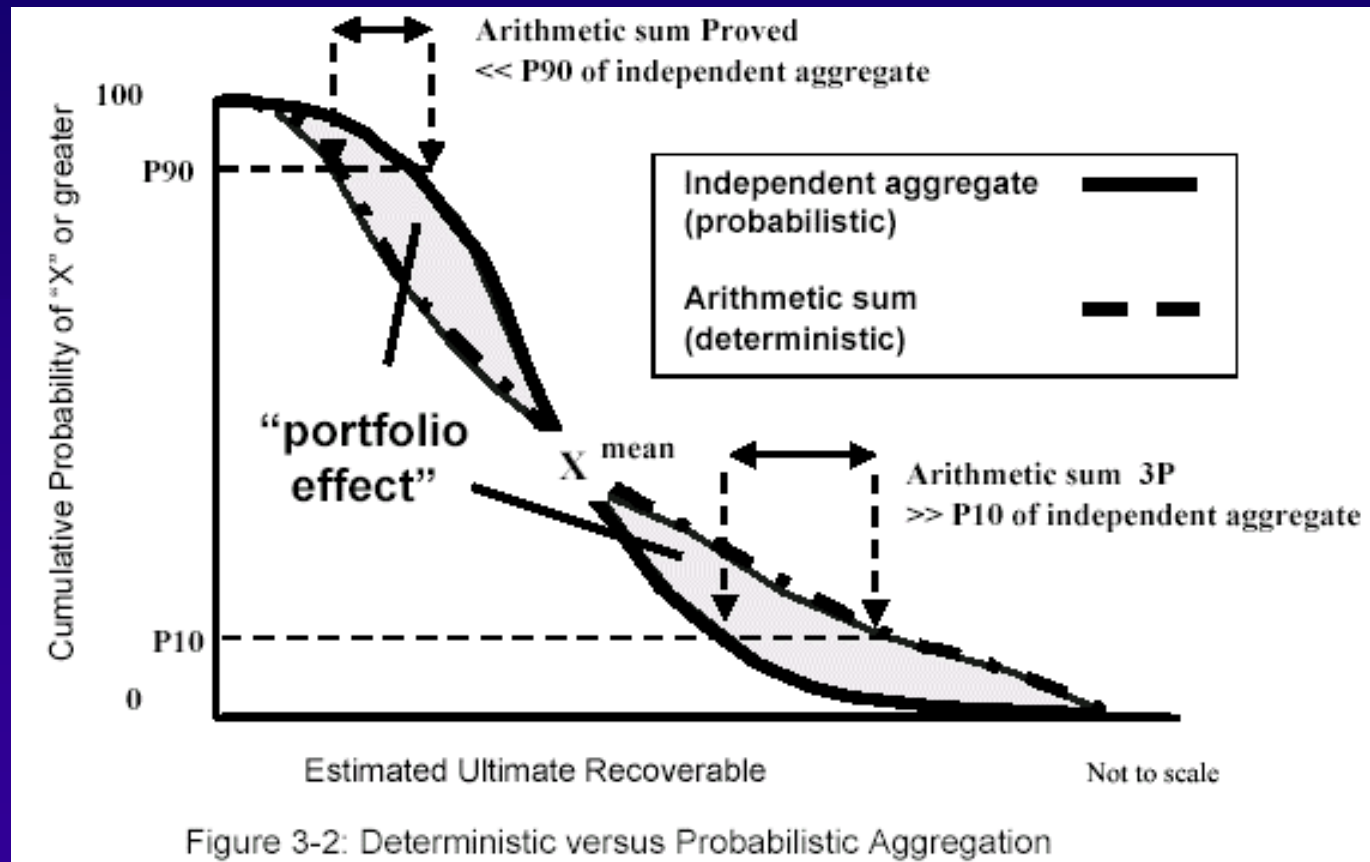 Arithmetic sum Proved
<< P90 of independent aggregate
Cumulative Probability of "X" or greater
100
P90
P10
0
Independent aggregate
(probabilistic)
Arithmetic sum
(deterministic)
"portfolio
effect"
X mean
Arithmetic sum 3P
>> P10 of independent aggregate
Estimated Ultimate Recoverable
Not to scale
Figure 3-2: Deterministic versus Probabilistic Aggregation